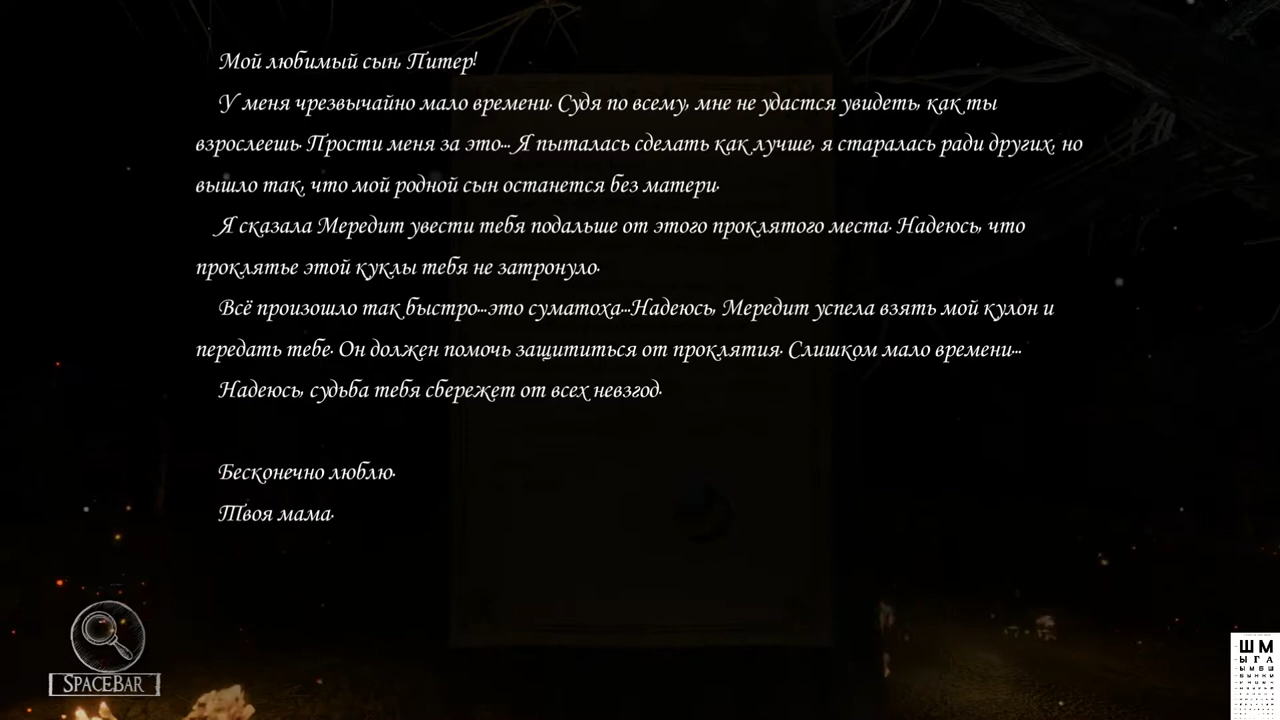 Мой любимый сын, Питер!
У меня чрезвычайно мало времени. Судя по всему, мне не удастся увидеть, как ты
взрослеешь. Прости меня за это... Я пыталась сделать как лучше, я старалась ради других, но
вышло так, что мой родной сын останется без матери.
Я сказала Мередит увести тебя подальше от этого проклятого места. Надеюсь, что
проклятье этой куклы тебя не затронуло.
Всё произошло так быстро...это суматоха...Надеюсь, Мередит успела взять мой кулон и
передать тебе. Он должен помочь защититься от проклятия. Слишком мало времени...
Надеюсь, судьба тебя сбережет от всех невзгод.
Бесконечно люблю.
Твоя мама.
SPACEBAR
Ш М
Ы Г А
Ы М Б Ш
Б Ы Н К И